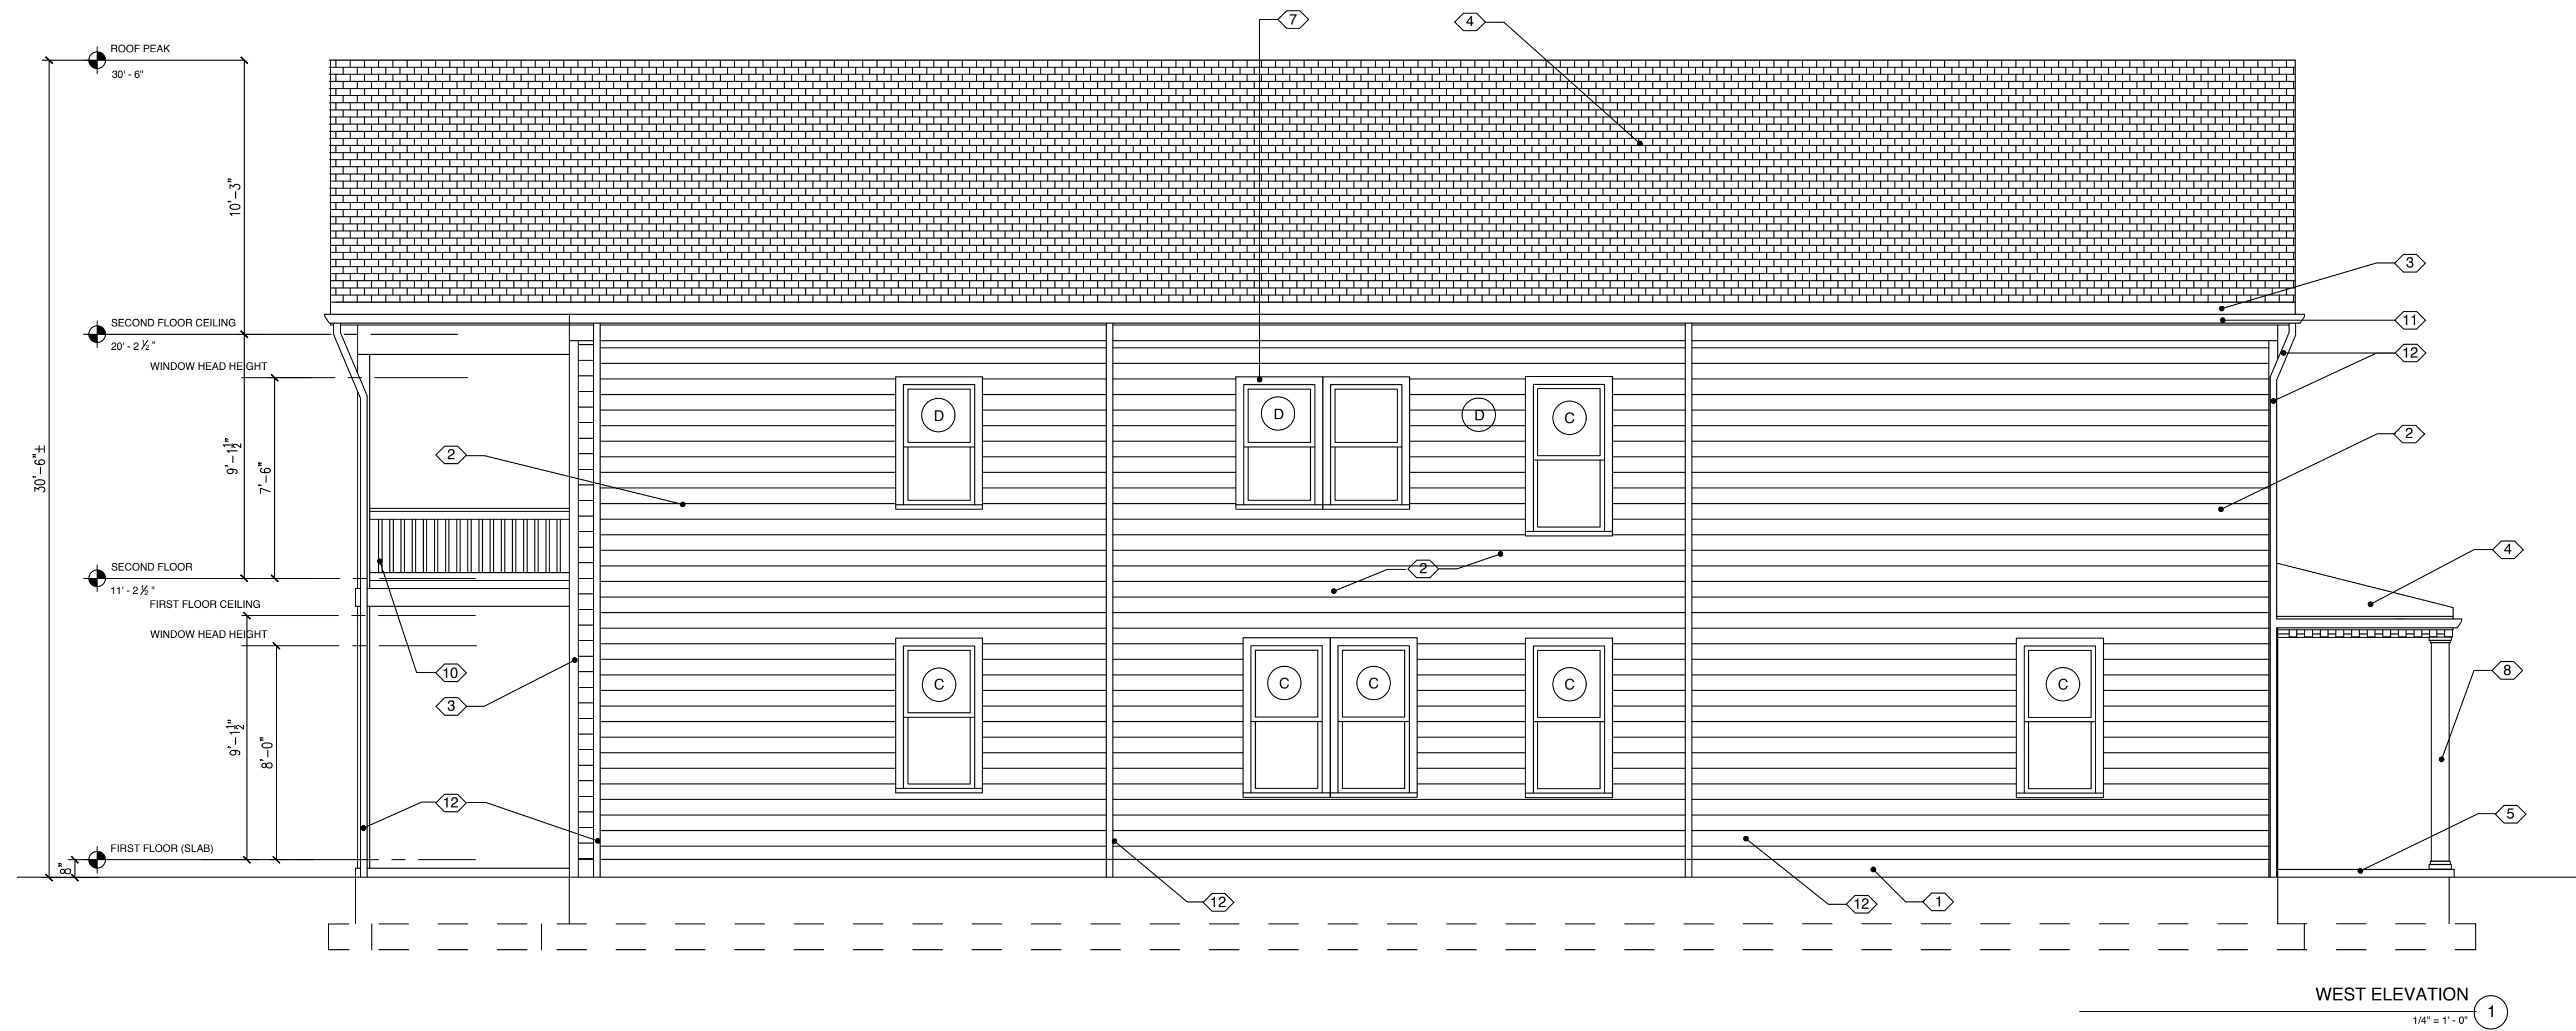 7
4
ROOF PEAK
30' - 6"
10'-3"
3
SECOND FLOOR CEILING
11
20' - 2 ½ "
12
WINDOW HEAD HEIGHT
D
D
D
C
2
2
30'-6"±
9'-1½"
7'-6"
4
SECOND FLOOR
2
11' - 2 ½ "
FIRST FLOOR CEILING
WINDOW HEAD HEIGHT
10
8
C
C
C
C
C
3
9'-1½"
8'-0"
12
5
FIRST FLOOR (SLAB)
8"
12
12
1
WEST ELEVATION
1
1/4" = 1' - 0"